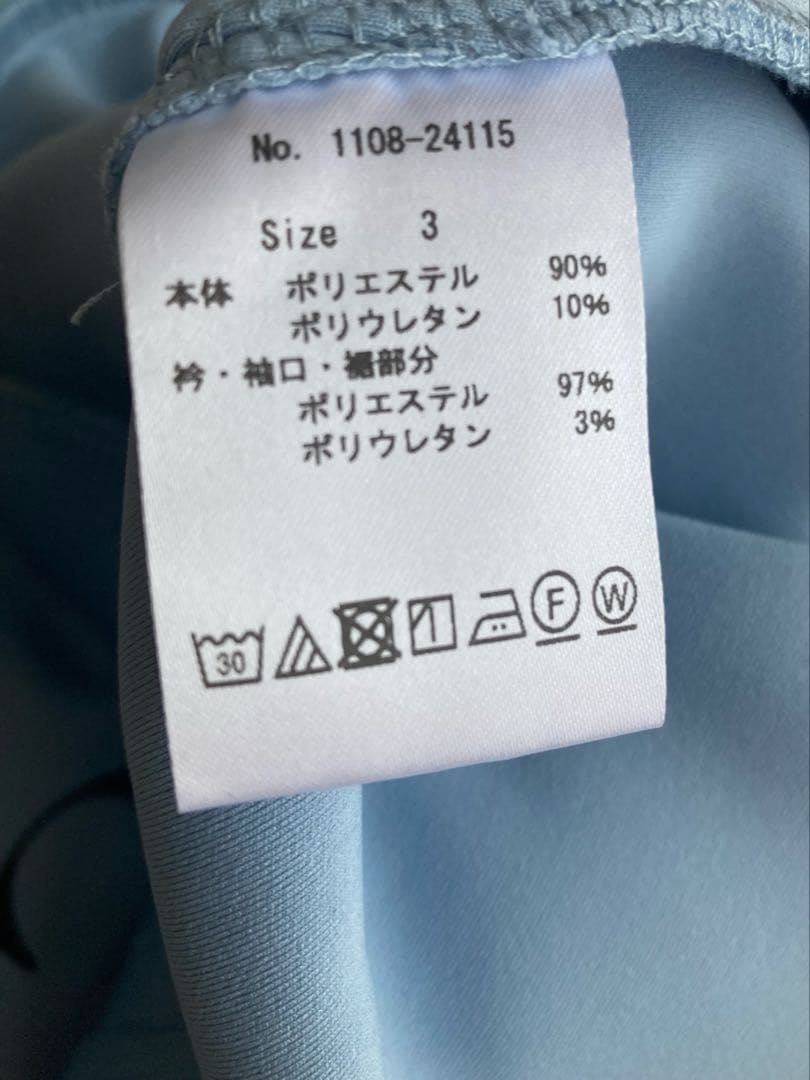 No. 1108-24115
Size 3
本体 ポリエステル 90%
ポリウレタン 10%
衿・袖口・裾部分
ポリエステル 97%
ポリウレタン 3%
30 F W